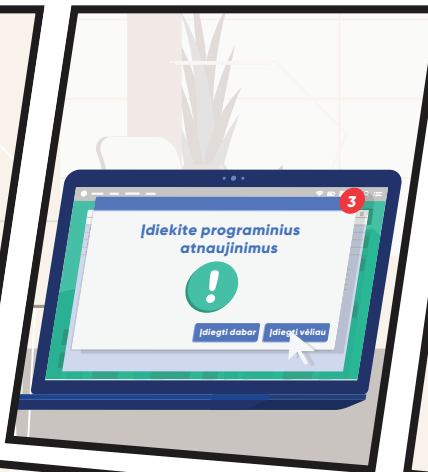 3
Įdiekite programinius
atnaujinimus
!
Įdiegti dabar
Įdiegti vėliau